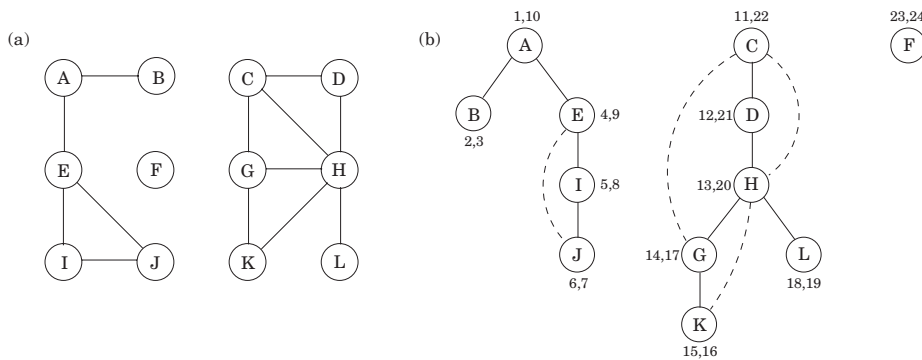 (a)
A B C D
E F G H
I J K L
(b)
1,10 11,22 23,24
A C F
B E 4,9 12,21 D
2,3
I 5,8 13,20 H
J 14,17 G L
6,7 18,19
K
15,16